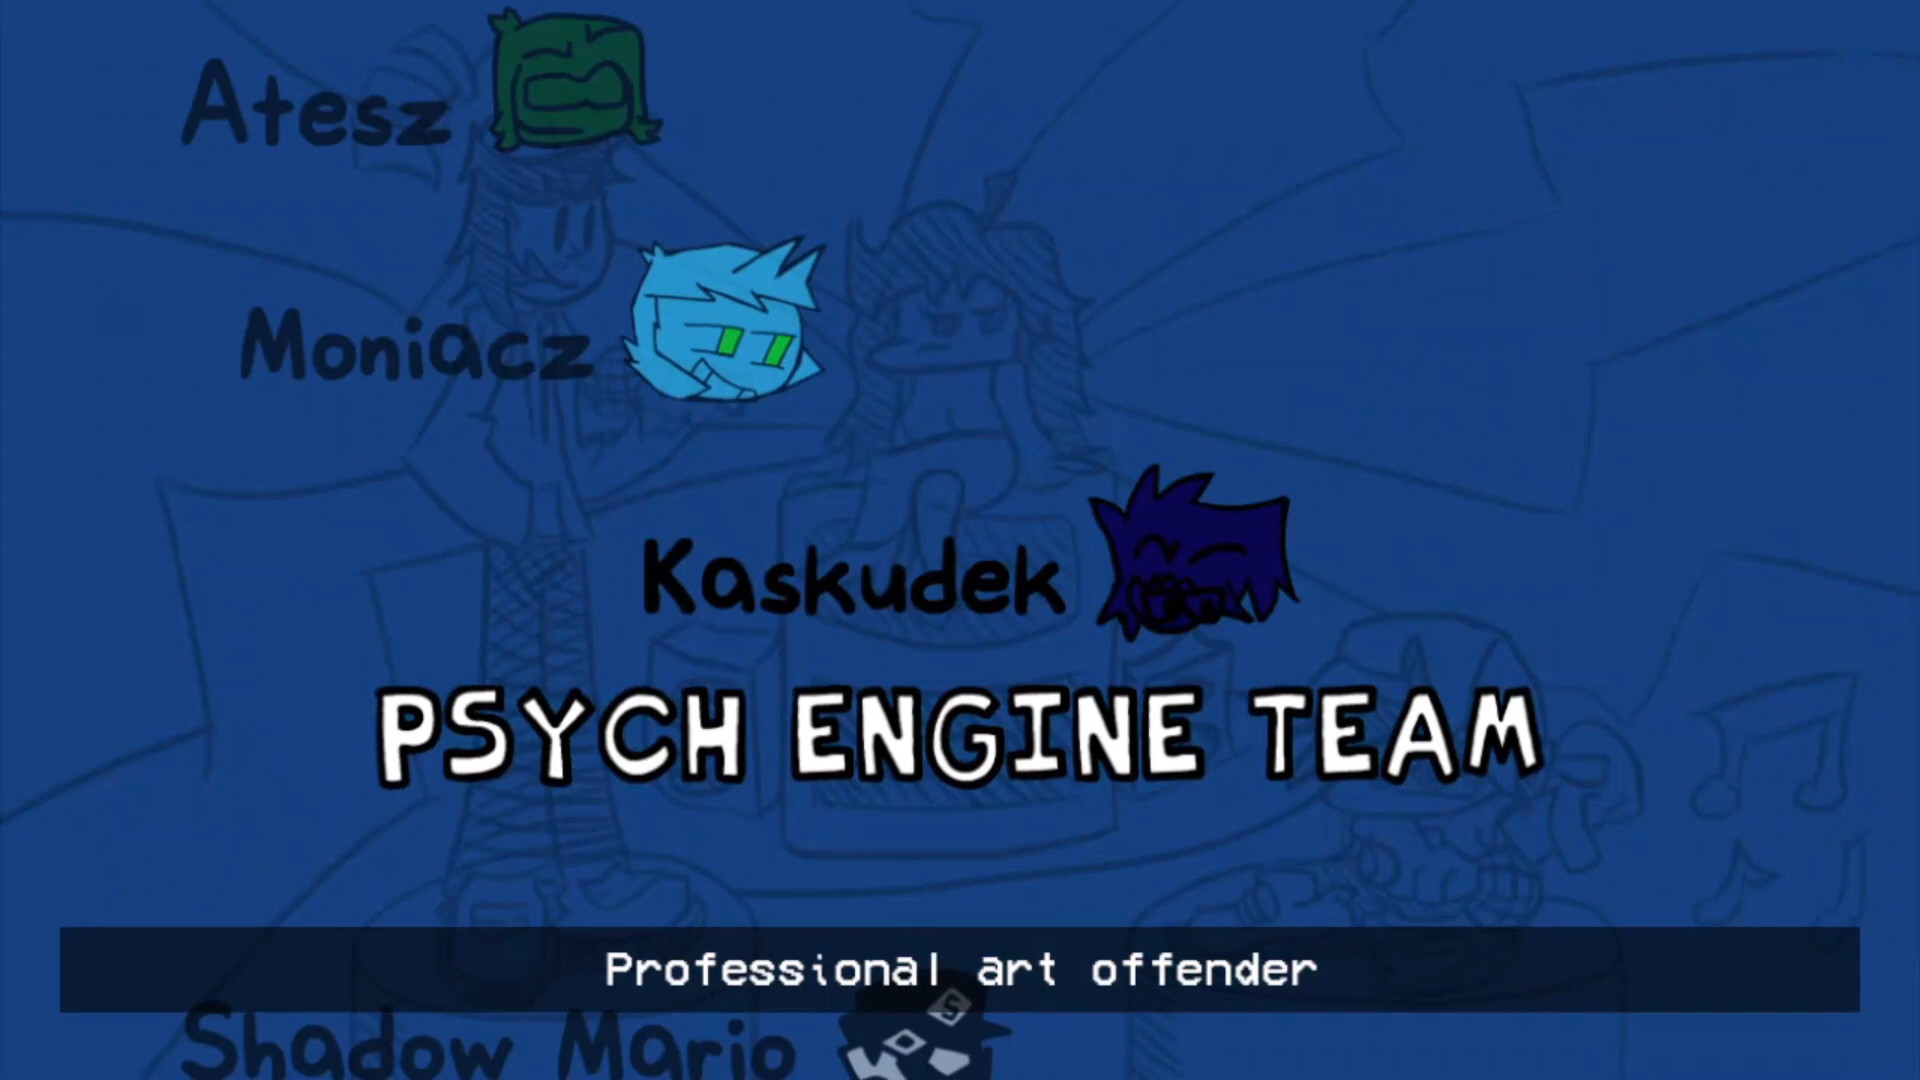 Atesz
Moniacz
Kaskudek
PSYCH ENGINE TEAM
Professional art offender
Shadow Mario